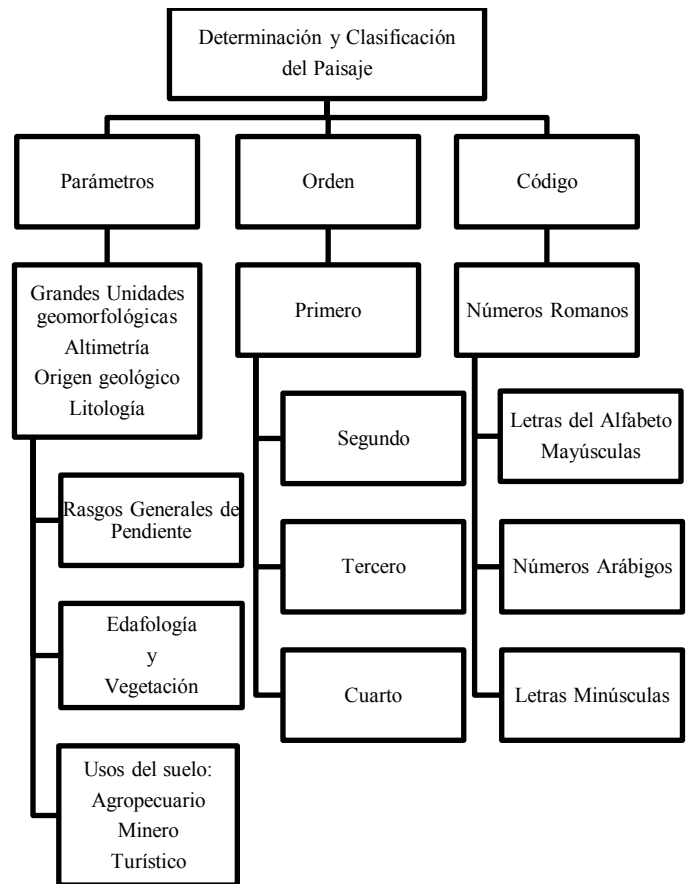 Determinación y Clasificación
del Paisaje
Parámetros
Orden
Código
Grandes Unidades
geomorfológicas
Altimetría
Origen geológico
Litología
Primero
Números Romanos
Rasgos Generales de
Pendiente
Segundo
Letras del Alfabeto
Mayúsculas
Edafología
y
Vegetación
Tercero
Números Arábigos
Usos del suelo:
Agropecuario
Minero
Turístico
Cuarto
Letras Minúsculas